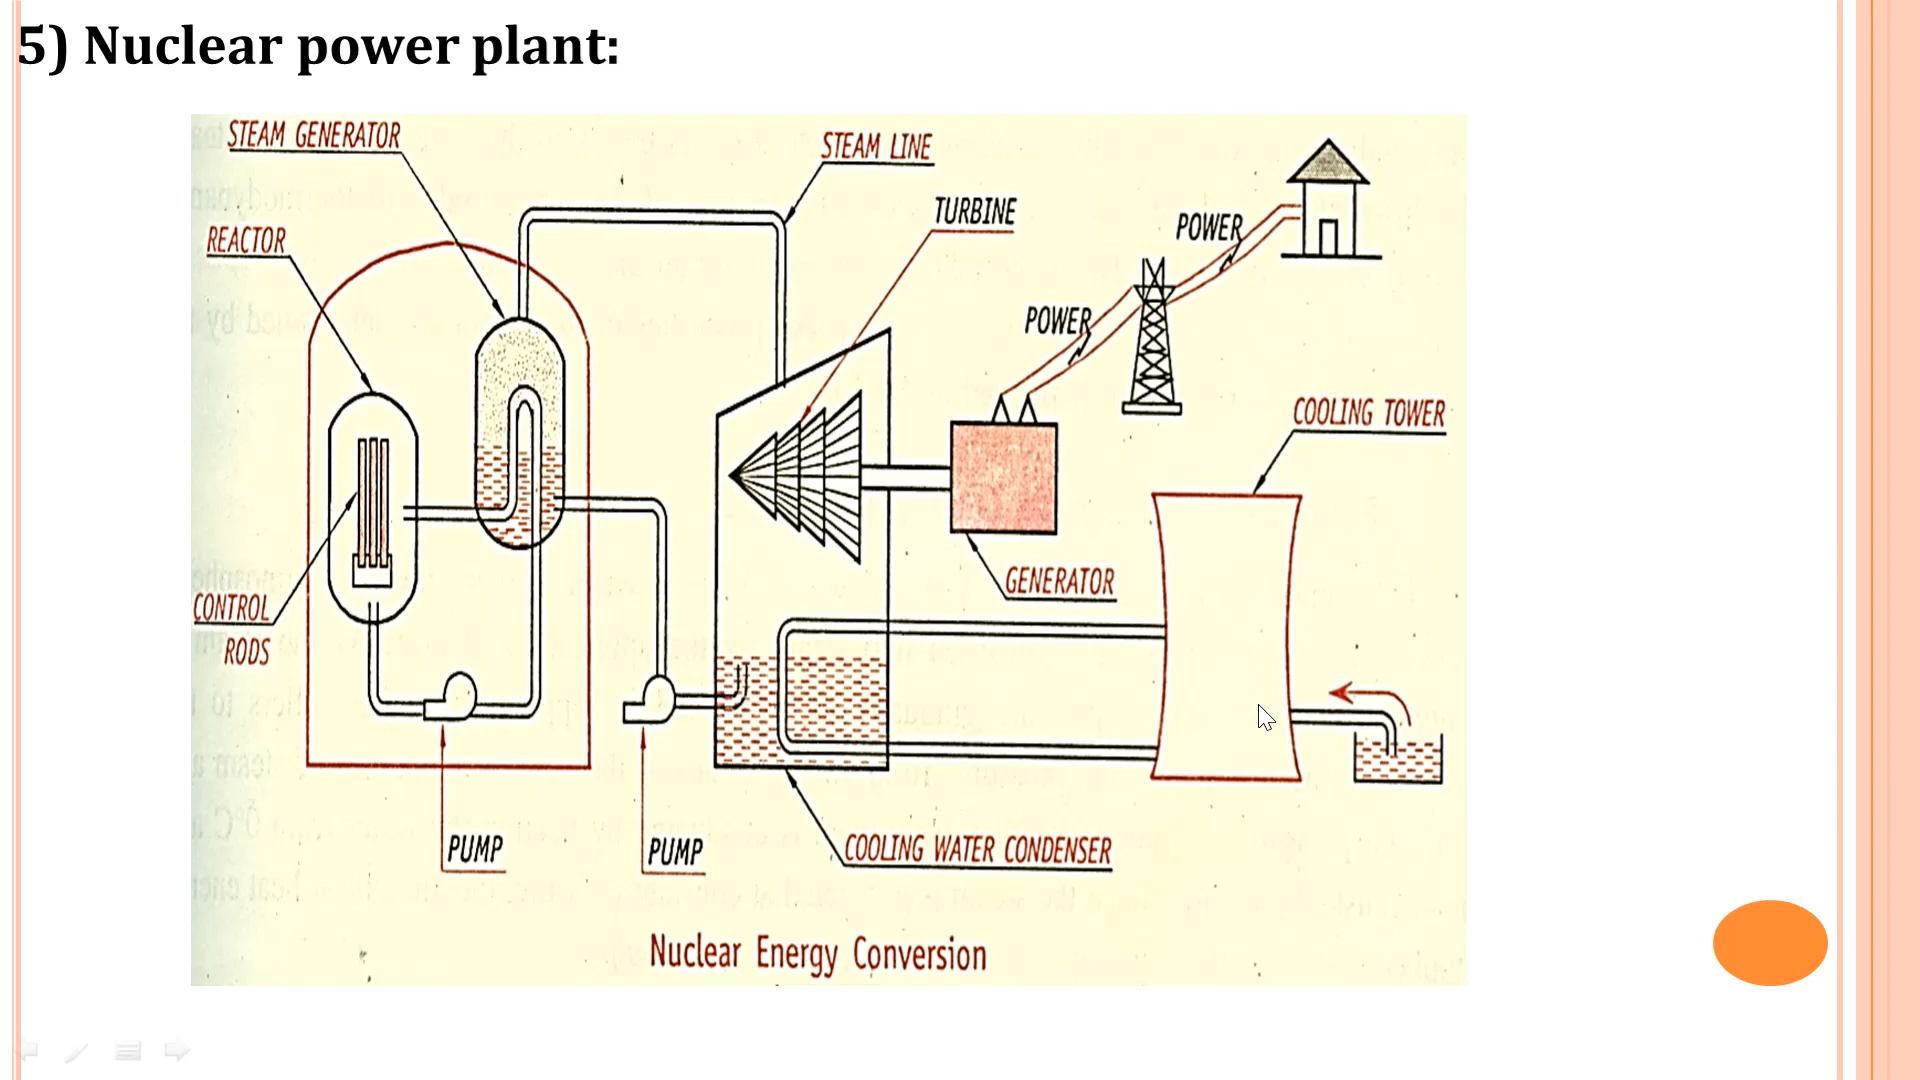 5) Nuclear power plant:
STEAM GENERATOR
STEAM LINE
TURBINE
REACTOR
POWER
POWER
COOLING TOWER
GENERATOR
CONTROL
RODS
PUMP
PUMP
COOLING WATER CONDENSER
Nuclear Energy Conversion